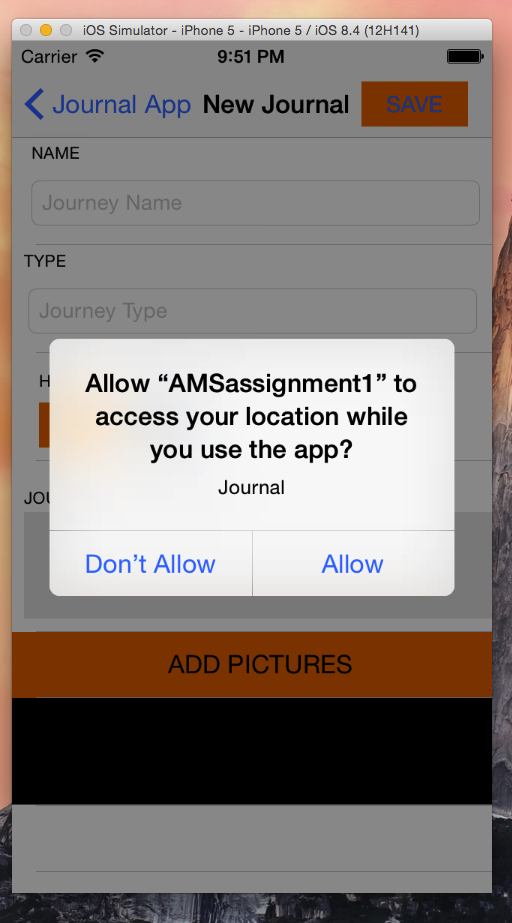 iOS Simulator - iPhone 5 - iPhone 5 / iOS 8.4 (12H141)
Carrier 9:51 PM
Journal App New Journal SAVE
NAME
Journey Name
TYPE
Journey Type
H
Allow “AMSassignment1” to
access your location while
you use the app?
Journal
JOU
Don’t Allow Allow
ADD PICTURES